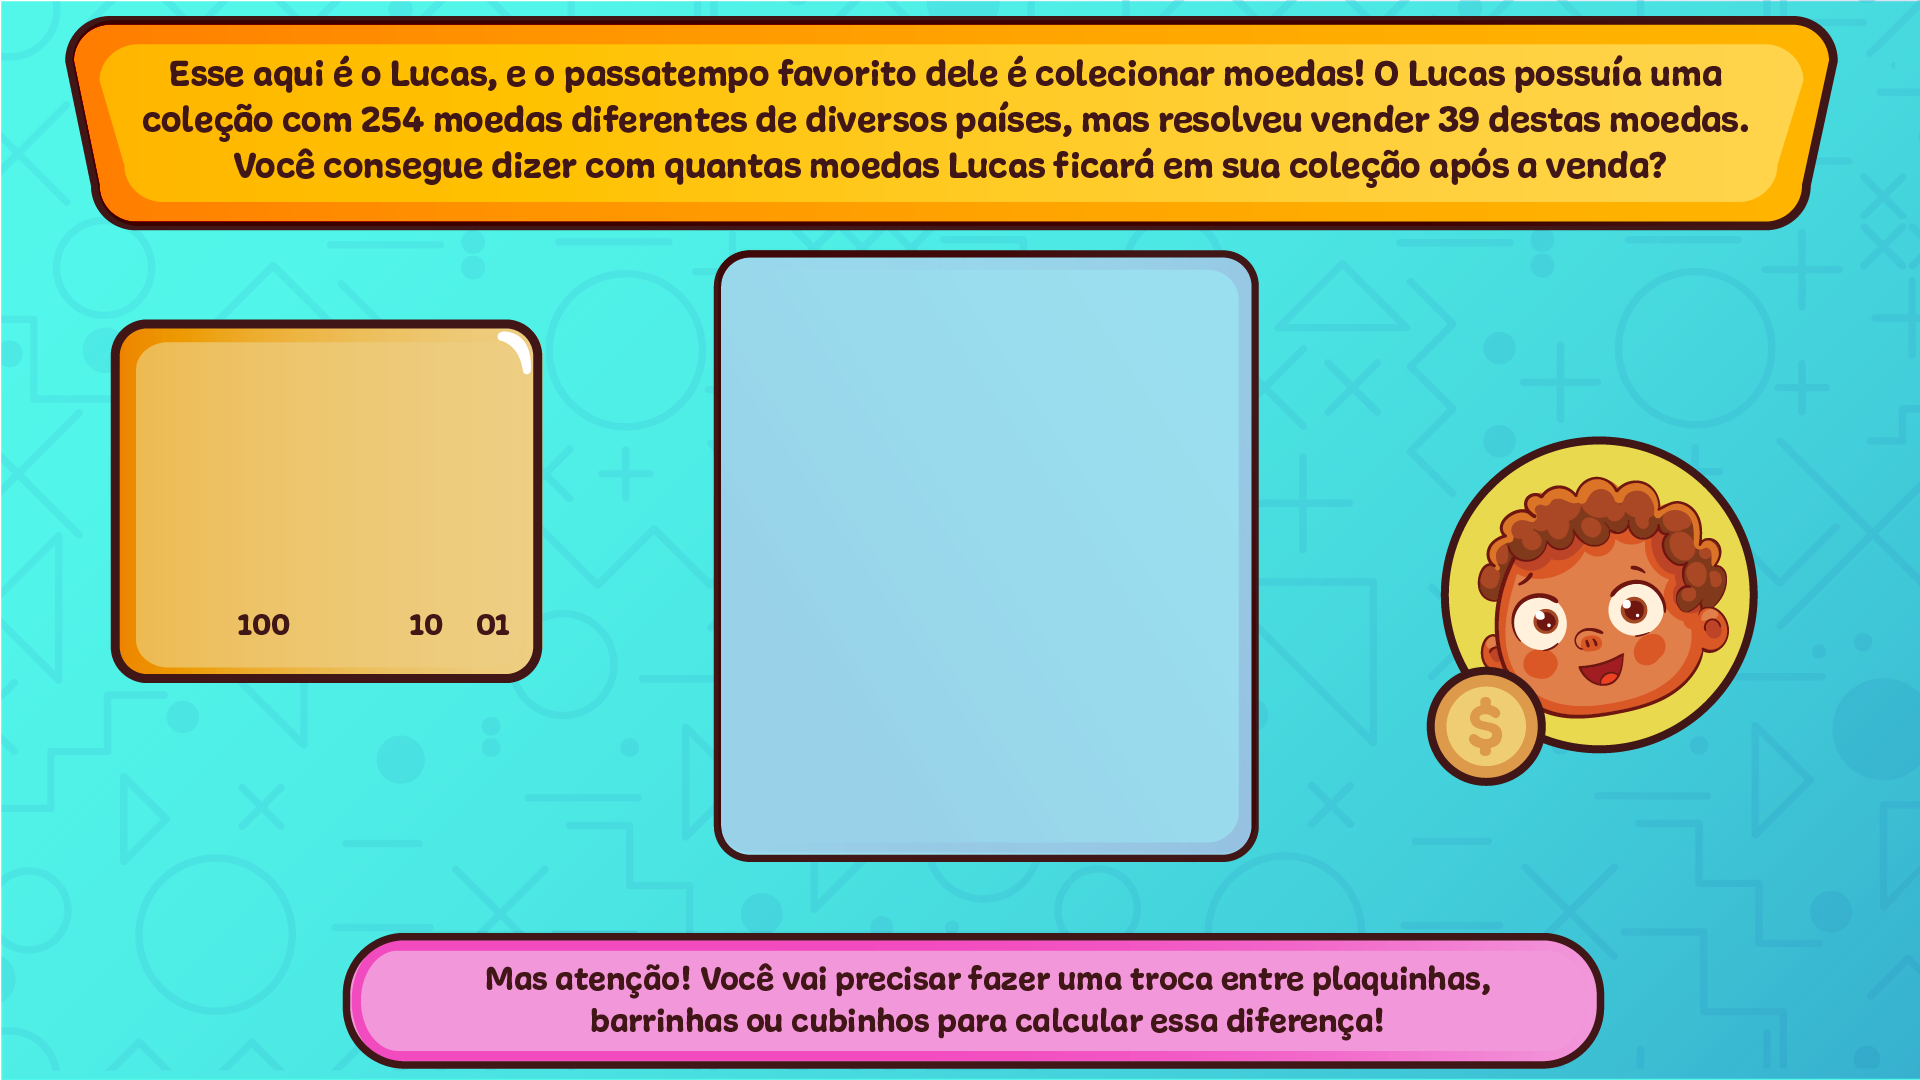 Esse aqui é o Lucas, e o passatempo favorito dele é colecionar moedas! O Lucas possuía uma
coleção com 254 moedas diferentes de diversos países, mas resolveu vender 39 destas moedas.
Você consegue dizer com quantas moedas Lucas ficará em sua coleção após a venda?
100 10 01
$
Mas atenção! Você vai precisar fazer uma troca entre plaquinhas,
barrinhas ou cubinhos para calcular essa diferença!